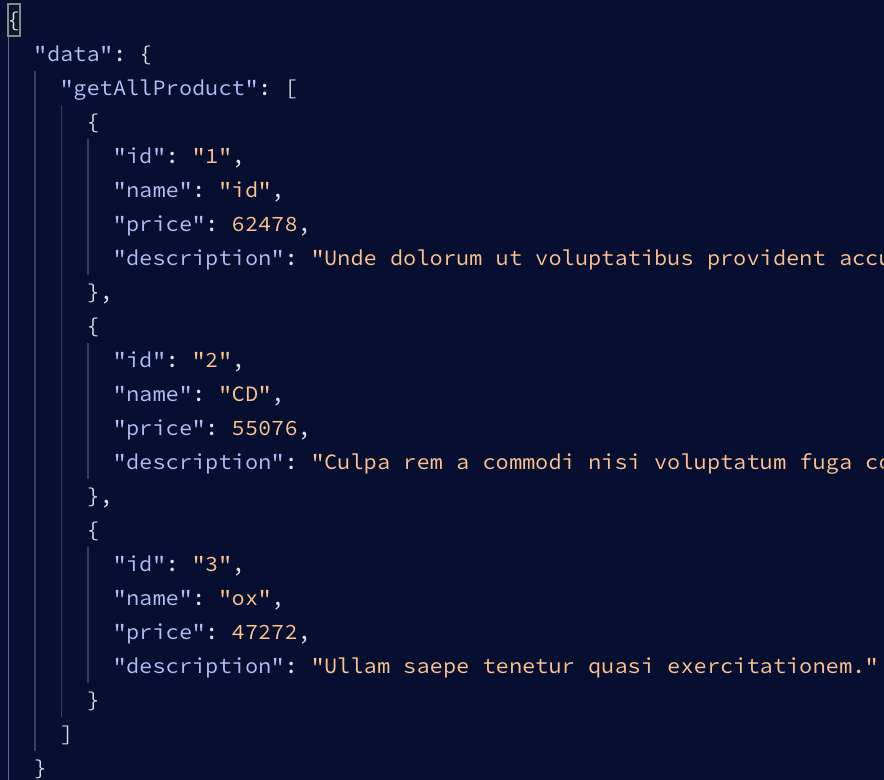 {
  "data": {
    "getAllProduct": [
      {
        "id": "1",
        "name": "id",
        "price": 62478,
        "description": "Unde dolorum ut voluptatibus provident
      },
      {
        "id": "2",
        "name": "CD",
        "price": 55076,
        "description": "Culpa rem a commodi nisi voluptatum fuga
      },
      {
        "id": "3",
        "name": "ox",
        "price": 47272,
        "description": "Ullam saepe tenetur quasi exercitationem."
      }
    ]
  }